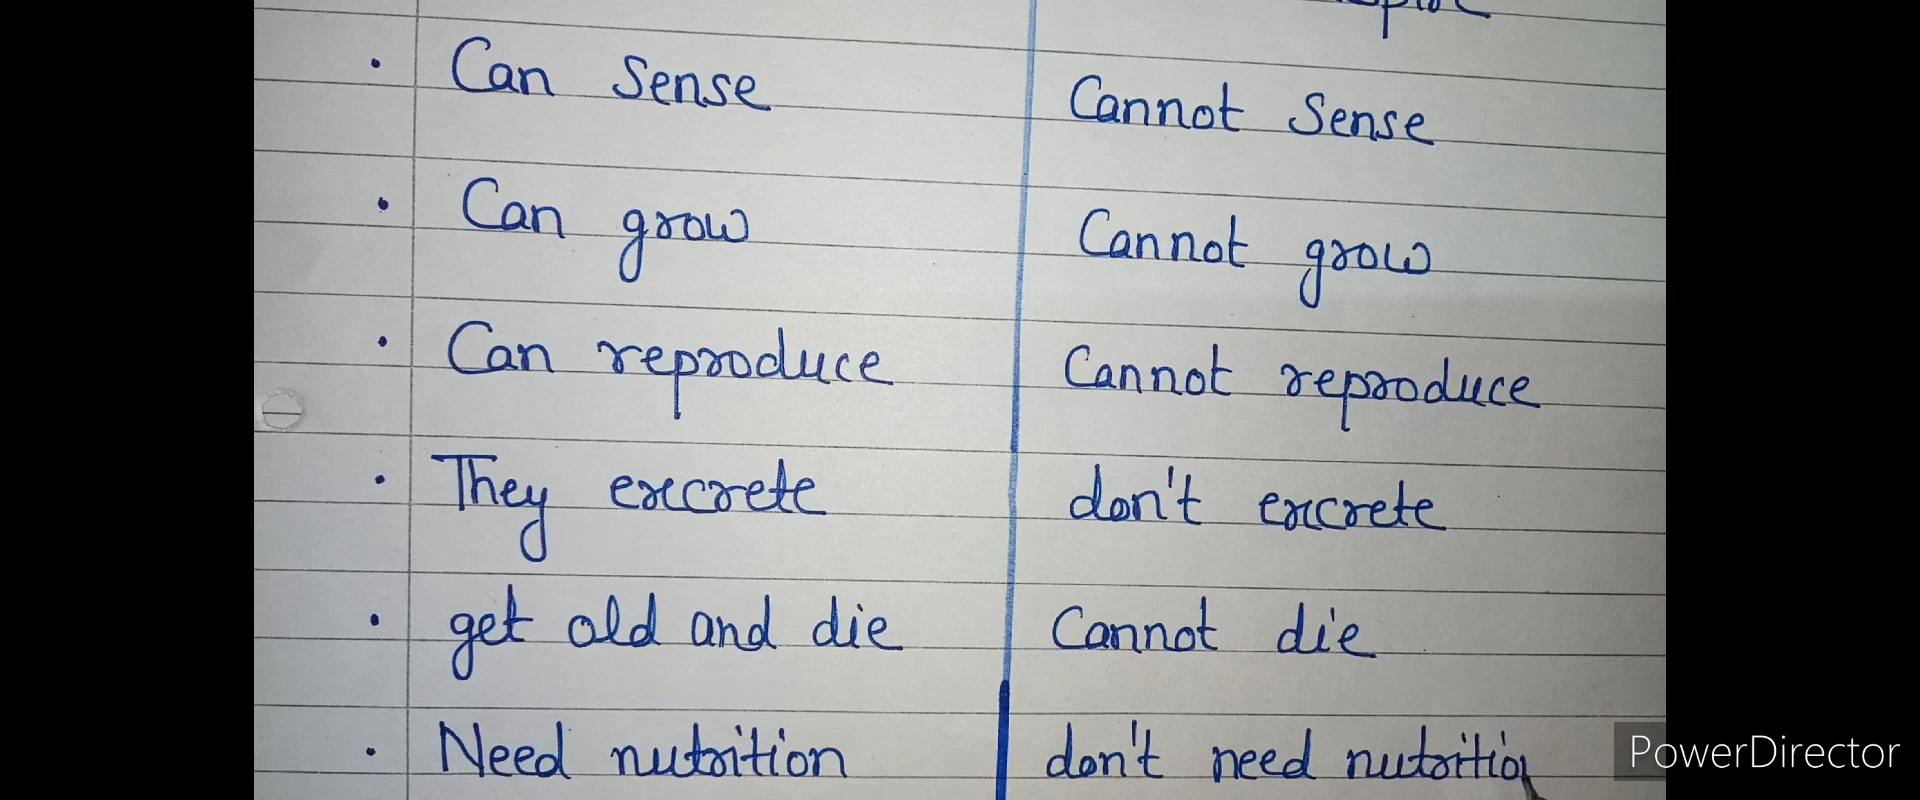 • Can Sense Cannot Sense
• Can grow Cannot grow
• Can reproduce Cannot reproduce
• They excrete don't excrete
• get old and die Cannot die
• Need nutrition don't need nutrition
PowerDirector